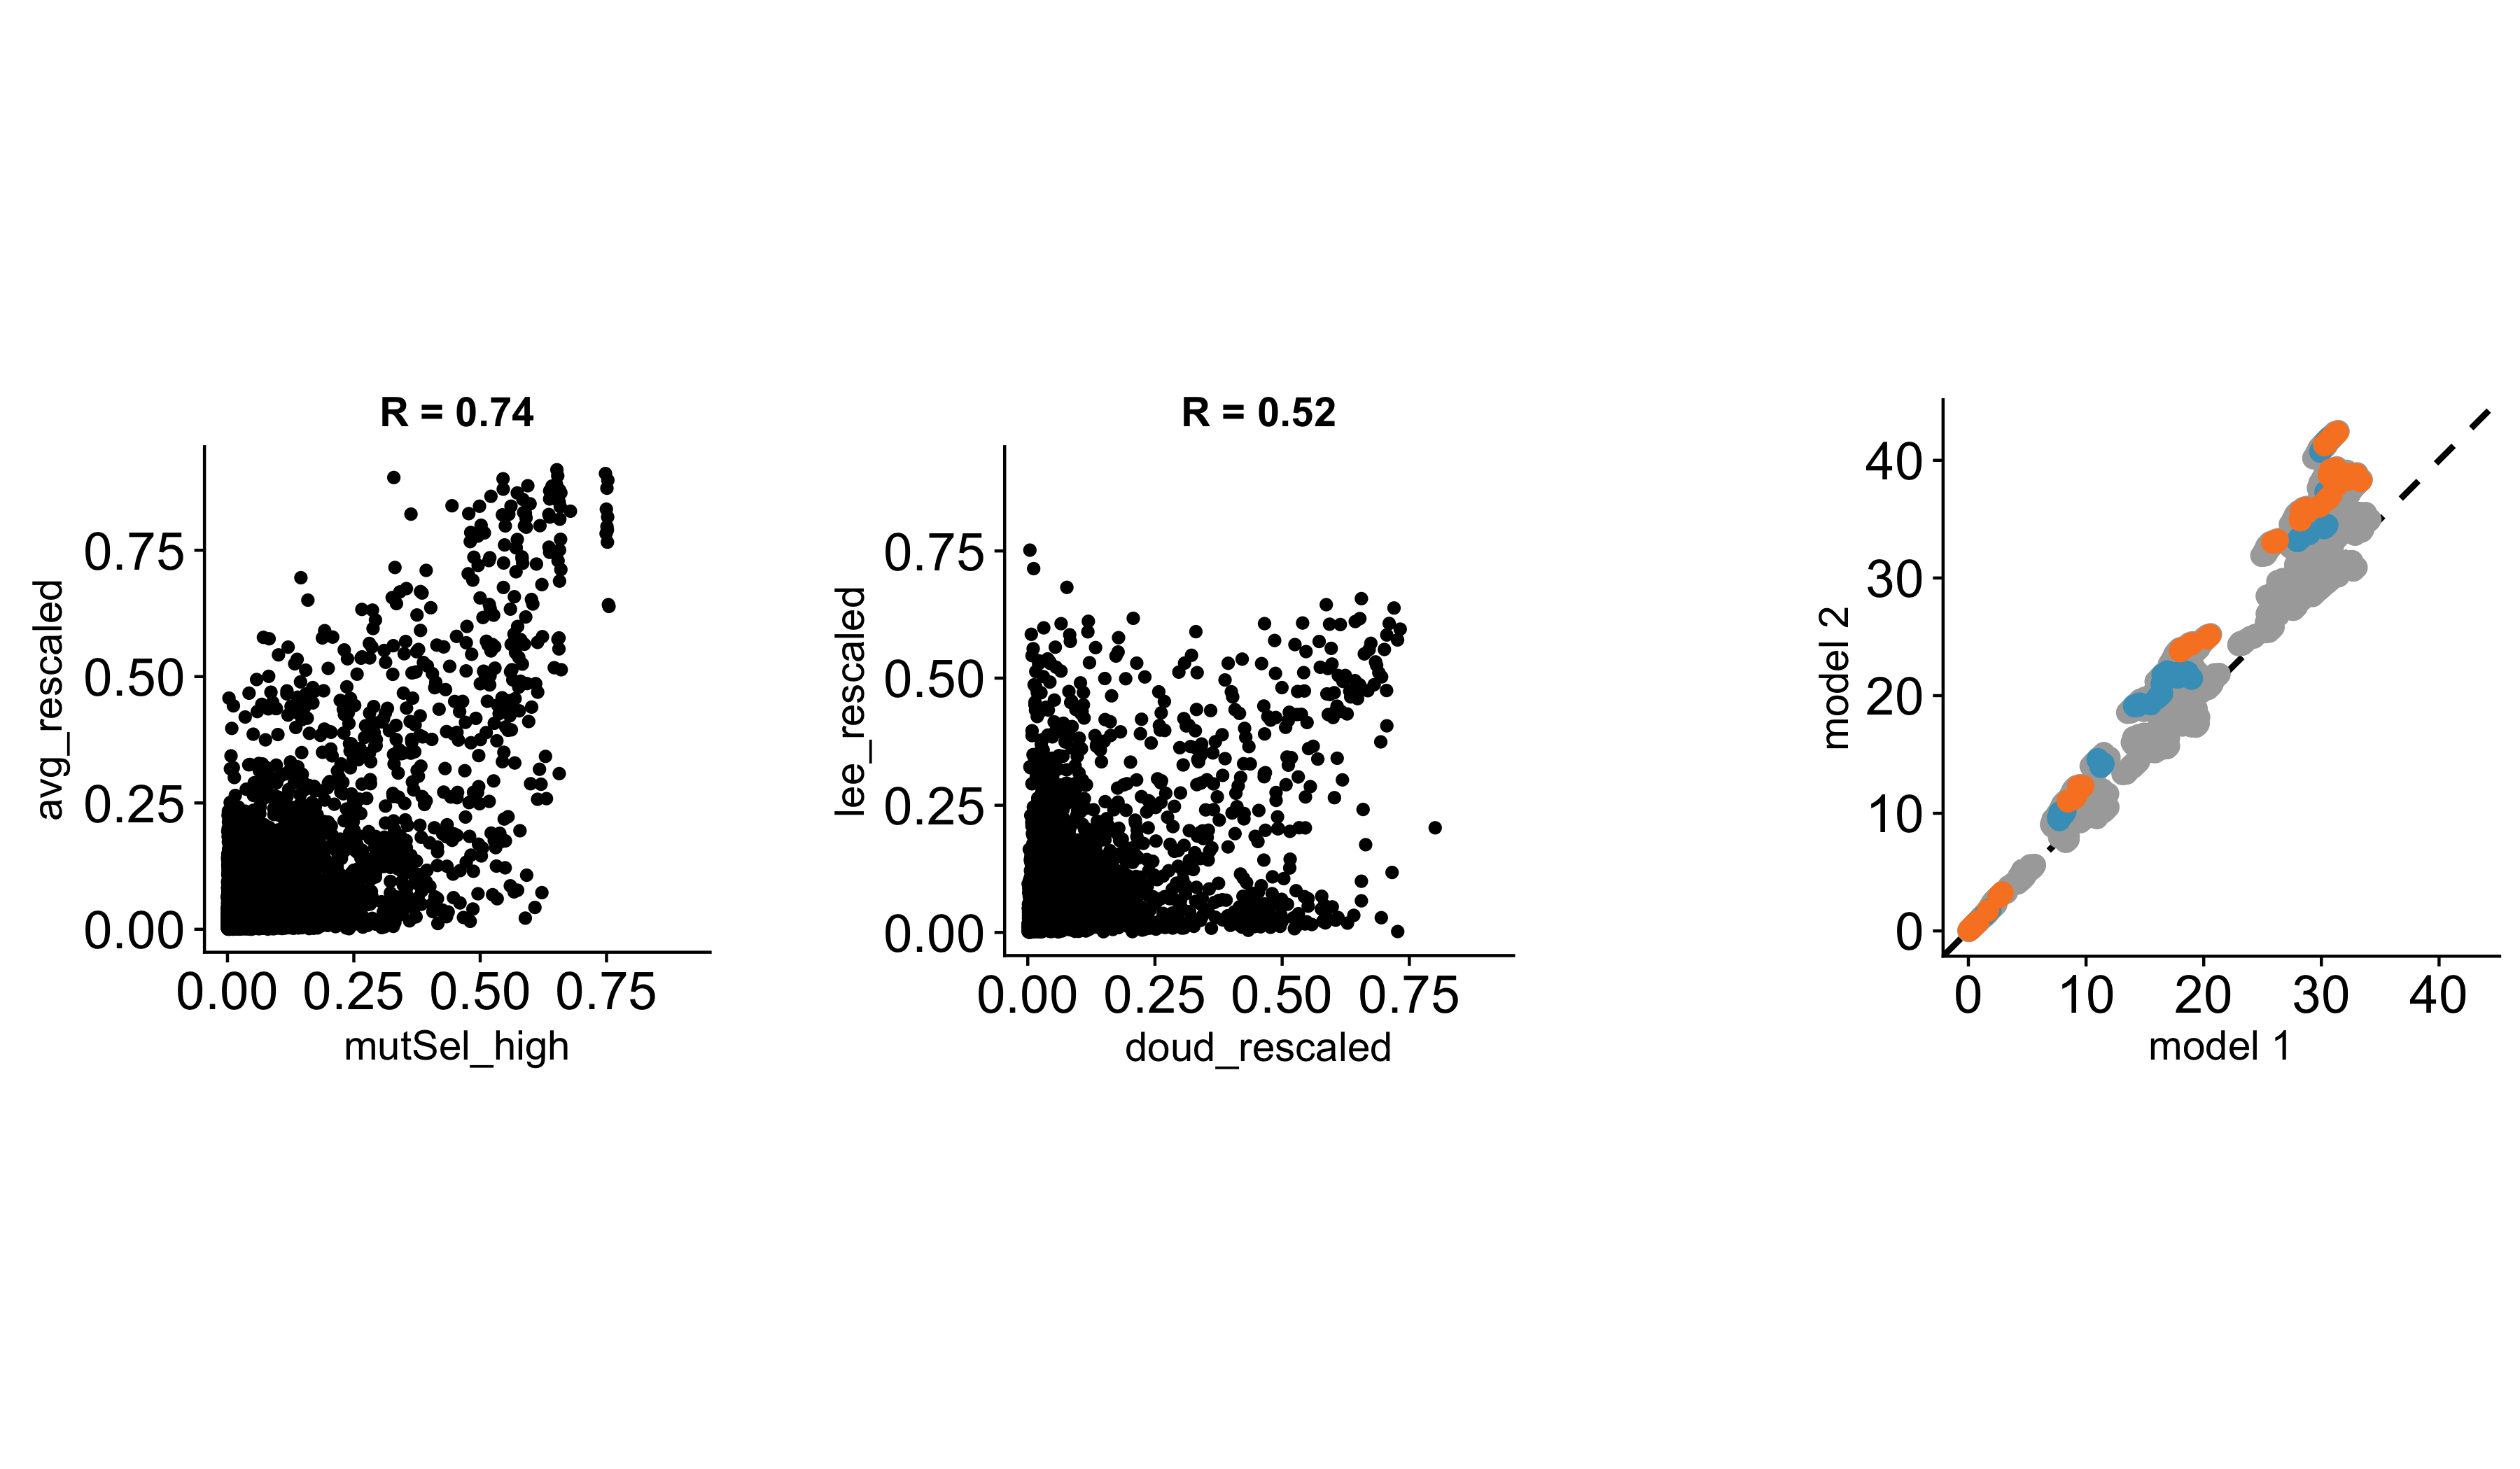 R = 0.74
avg_rescaled
0.75
0.50
0.25
0.00
0.00 0.25 0.50 0.75
mutSel_high
R = 0.52
lee_rescaled
0.75
0.50
0.25
0.00
0.00 0.25 0.50 0.75
doud_rescaled
model 2
40
30
20
10
0
0 10 20 30 40
model 1